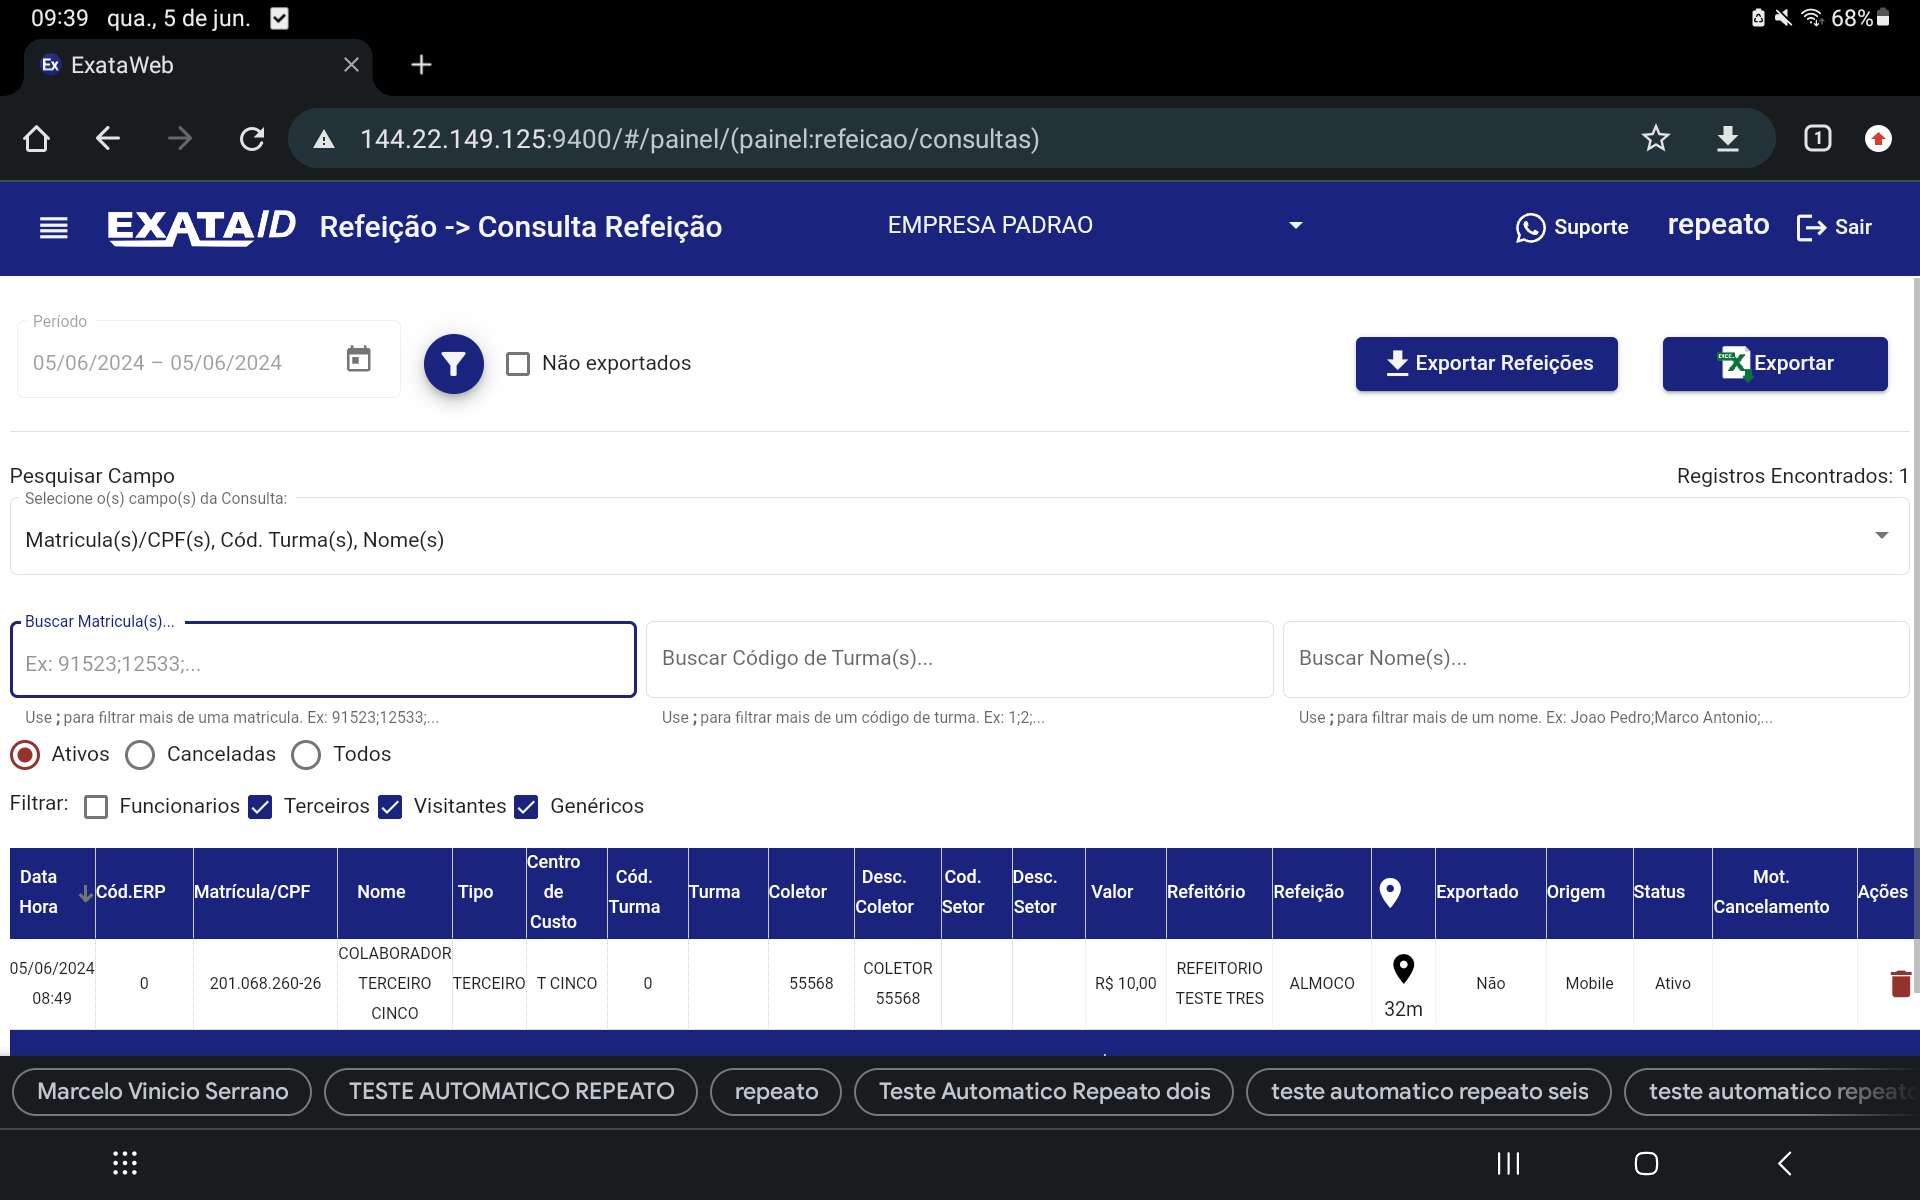 09:39 qua., 5 de jun. 68%
Ex ExataWeb
144.22.149.125:9400/#/painel/(painel:refeicao/consultas) 1
EXATA/D Refeição -> Consulta Refeição EMPRESA PADRAO Suporte repeato Sair
Período
05/06/2024 – 05/06/2024 Não exportados Exportar Refeições Exportar
Pesquisar Campo Registros Encontrados: 1
Selecione o(s) campo(s) da Consulta:
Matricula(s)/CPF(s), Cód. Turma(s), Nome(s)
Buscar Matricula(s)...
Ex: 91523;12533;... Buscar Código de Turma(s)... Buscar Nome(s)...
Use ; para filtrar mais de uma matricula. Ex: 91523;12533;... Use ; para filtrar mais de um código de turma. Ex: 1;2;... Use ; para filtrar mais de um nome. Ex: Joao Pedro;Marco Antonio;...
Ativos Canceladas Todos
Filtrar: Funcionarios Terceiros Visitantes Genéricos
Data Hora Cód.ERP Matrícula/CPF Nome Tipo Centro de Custo Cód. Turma Turma Coletor Desc. Coletor Cod. Setor Desc. Setor Valor Refeitório Refeição Exportado Origem Status Mot. Cancelamento Ações
05/06/2024 08:49 0 201.068.260-26 COLABORADOR TERCEIRO CINCO TERCEIRO T CINCO 0 55568 COLETOR 55568 R$ 10,00 REFEITORIO TESTE TRES ALMOCO 32m Não Mobile Ativo
Marcelo Vinicio Serrano TESTE AUTOMATICO REPEATO repeato Teste Automatico Repeato dois teste automatico repeato seis teste automatico repeato